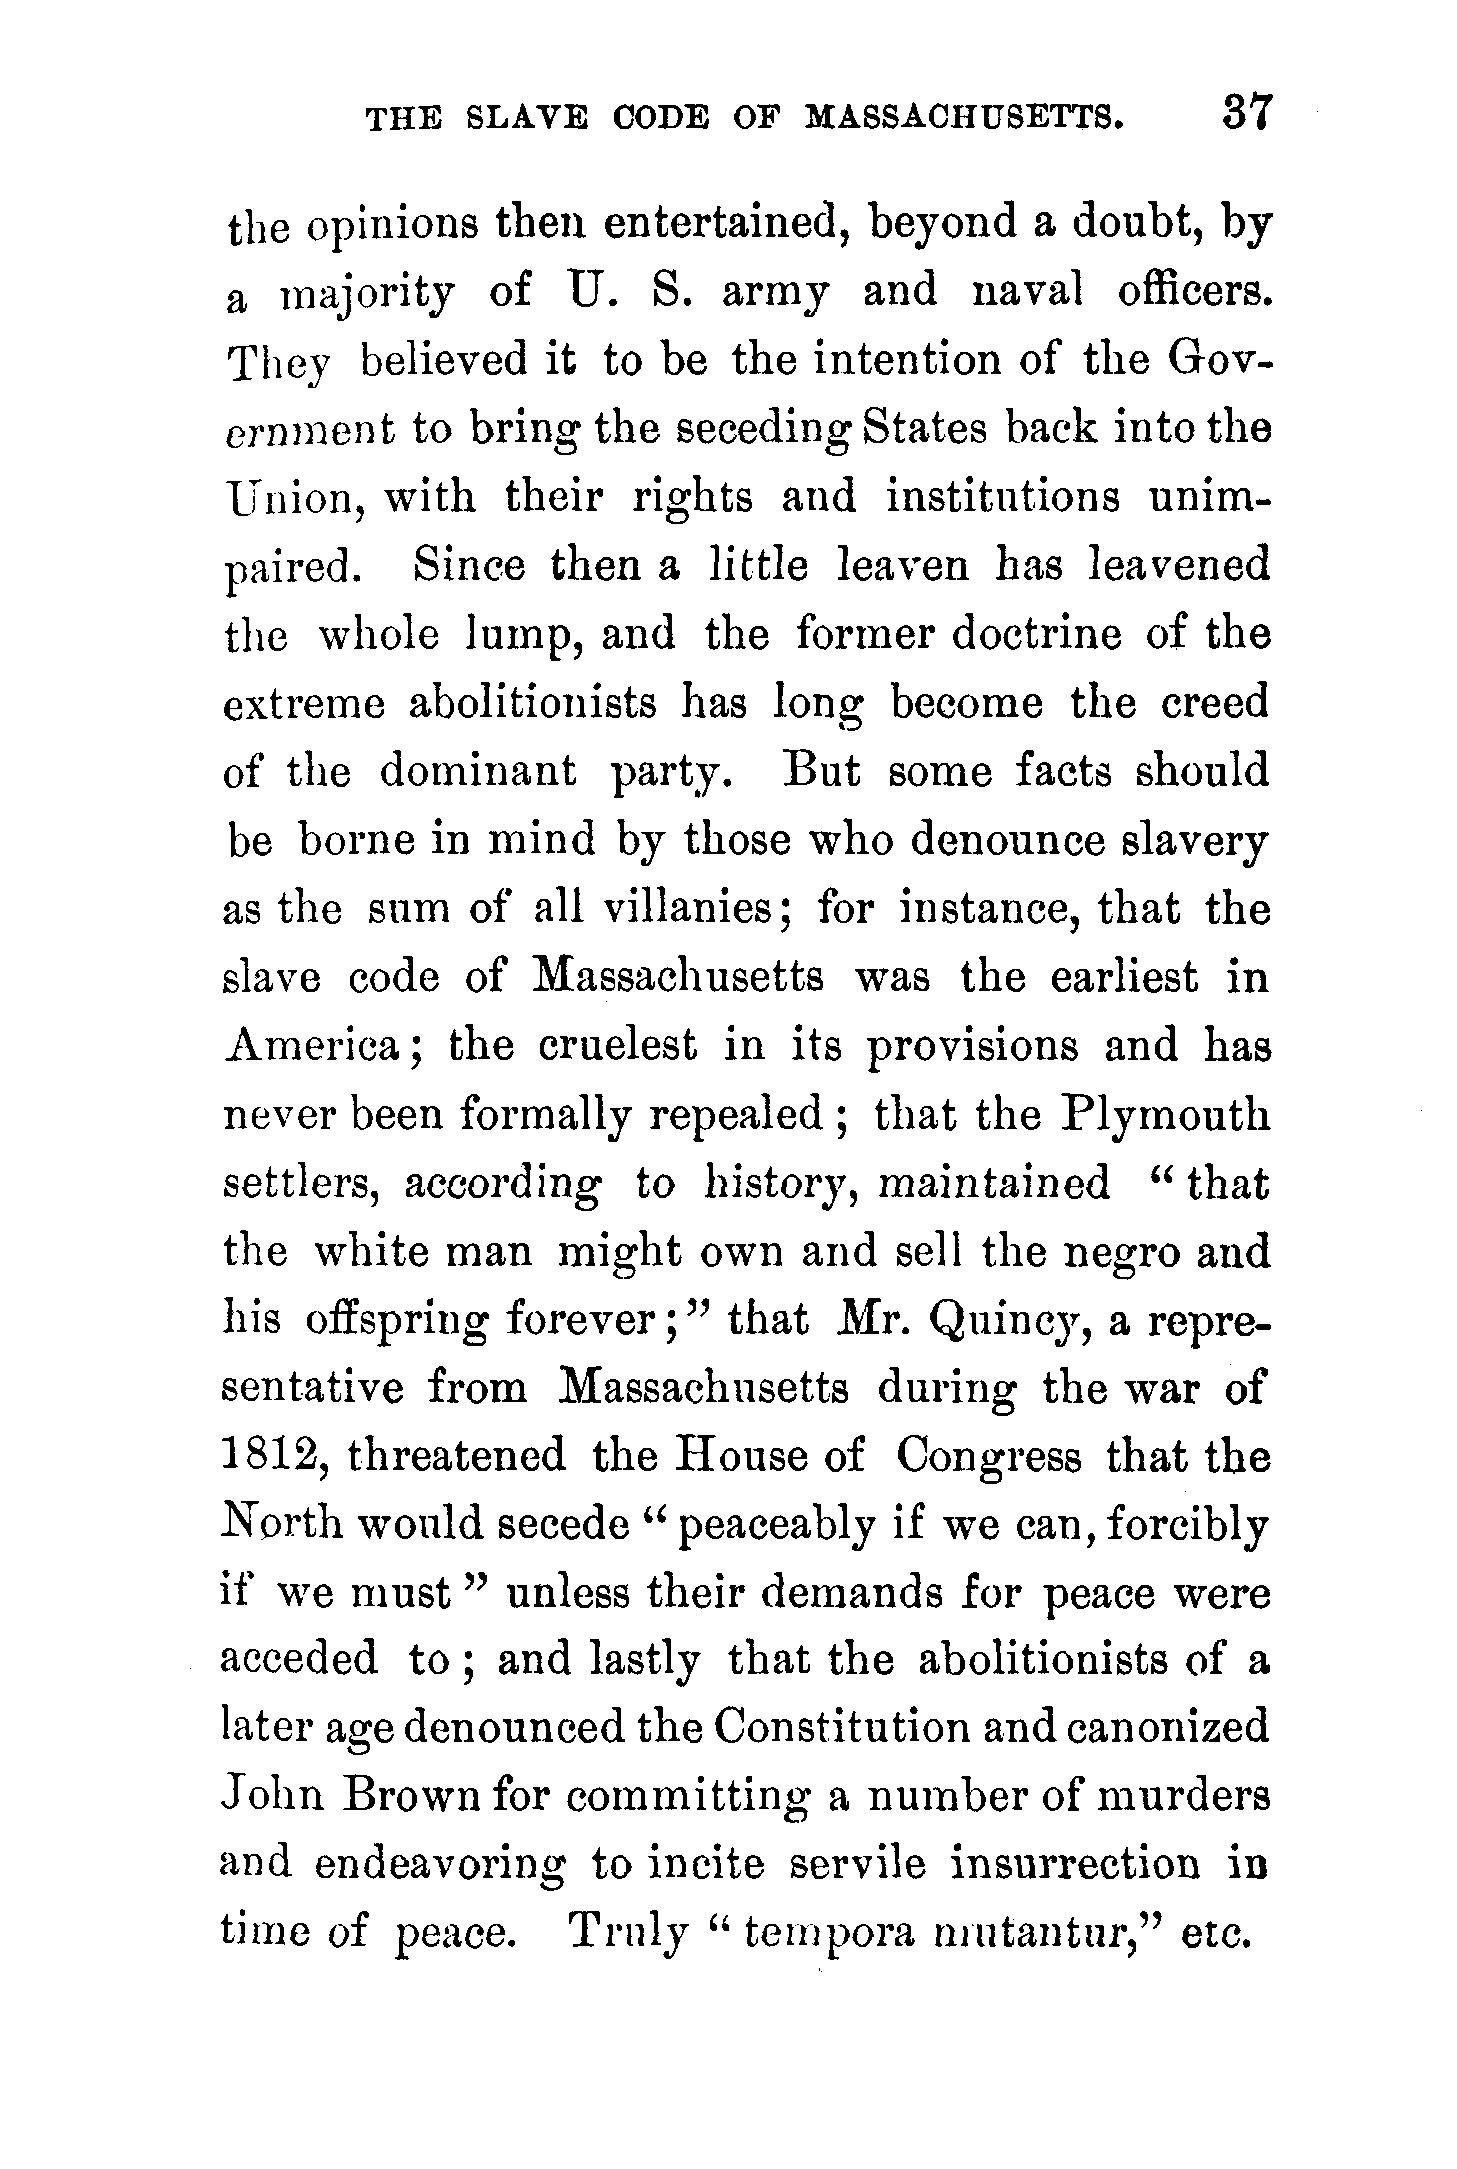 THE SLAVE CODE OF MASSACHUSETTS. 37
the opinions then entertained, beyond a doubt, by
a majority of U. S. army and naval officers.
They believed it to be the intention of the Gov-
ernment to bring the seceding States back into the
Union, with their rights and institutions unim-
paired. Since then a little leaven has leavened
the whole lump, and the former doctrine of the
extreme abolitionists has long become the creed
of the dominant party. But some facts should
be borne in mind by those who denounce slavery
as the sum of all villanies; for instance, that the
slave code of Massachusetts was the earliest in
America; the cruelest in its provisions and has
never been formally repealed; that the Plymouth
settlers, according to history, maintained “that
the white man might own and sell the negro and
his offspring forever;” that Mr. Quincy, a repre-
sentative from Massachusetts during the war of
1812, threatened the House of Congress that the
North would secede “peaceably if we can, forcibly
if we must” unless their demands for peace were
acceded to; and lastly that the abolitionists of a
later age denounced the Constitution and canonized
John Brown for committing a number of murders
and endeavoring to incite servile insurrection in
time of peace. Truly “tempora mutantur,” etc.